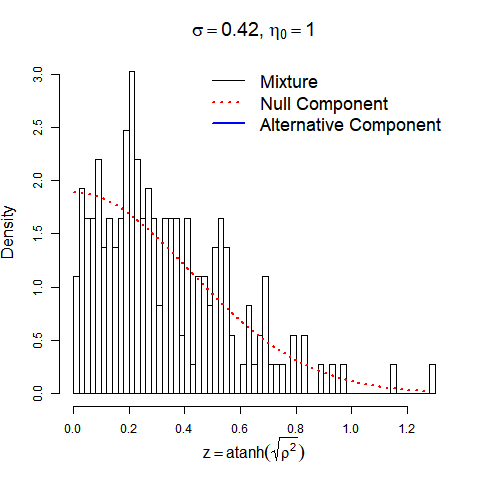 σ = 0.42, η₀ = 1
Mixture
Null Component
Alternative Component
Density
3.0
2.5
2.0
1.5
1.0
0.5
0.0
0.0 0.2 0.4 0.6 0.8 1.0 1.2
z = atanh(√ρ²)